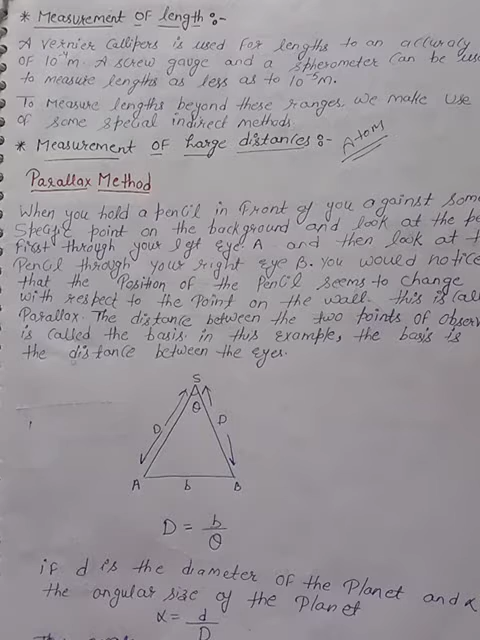 * Measurement of length :-
A Vernier Callipers is used for lengths to an accuracy
of 10⁻⁴m. A screw gauge and a spherometer can be
to measure lengths as less as to 10⁻⁵m.
To Measure lengths beyond these ranges, we make use
of some special indirect methods.
* Measurement of Large distances :-
Atom
Parallax Method
When you hold a pencil in front of you against some
Specific point on the background and look at the
first through your left eye A and then look at
Pencil through your right eye B. You would notice
that the Position of the Pencil seems to change
with respect to the Point on the wall. this is
Parallax. The distance between the two points of
is called the basis. in this example, the basis is
the distance between the eyes.
S
θ
D D
A b B
D = b/θ
if d is the diameter of the Planet and α
the angular size of the Planet
α = d/D